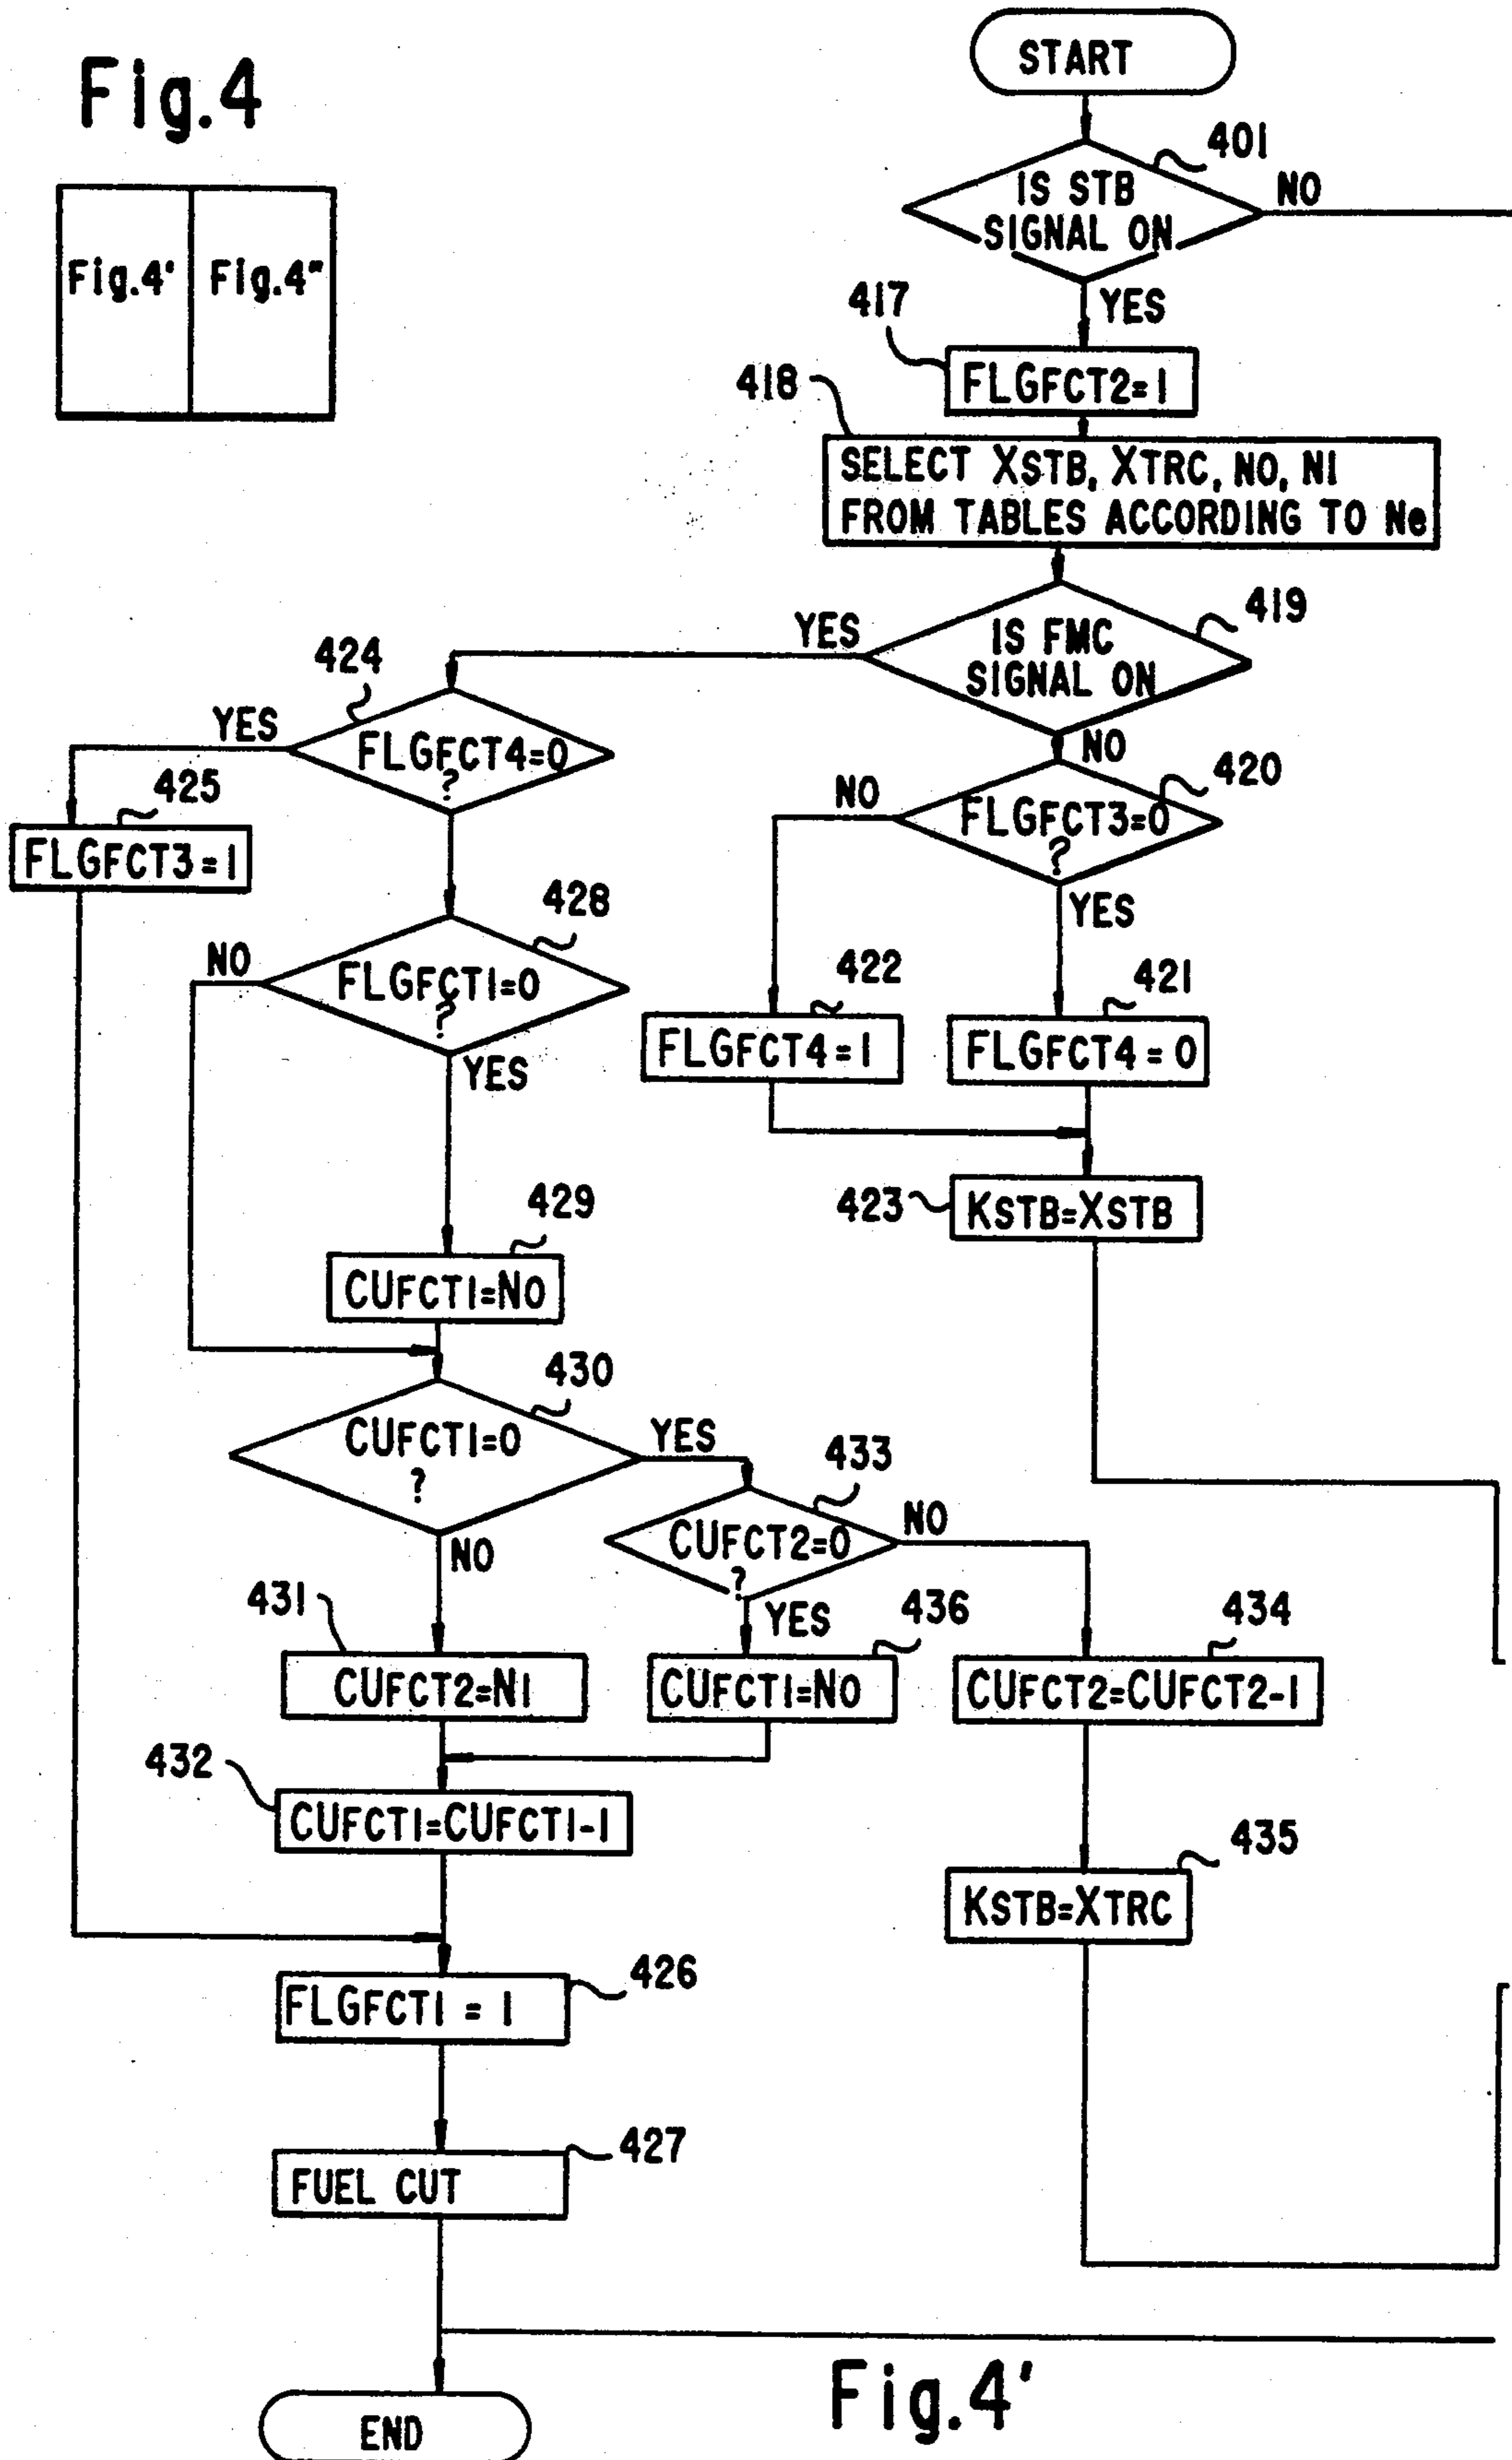 Fig.4
Fig.4' Fig.4"
START
401
IS STB
SIGNAL ON
NO
YES
417
FLGFCT2=1
418
SELECT XSTB, XTRC, NO, N1
FROM TABLES ACCORDING TO Ne
419
IS FMC
SIGNAL ON
YES
NO
424
FLGFCT4=0
?
YES
425
FLGFCT3=1
420
FLGFCT3=0
?
NO
YES
428
FLGFCT1=0
?
NO
YES
422
FLGFCT4=1
421
FLGFCT4=0
423
KSTB=XSTB
429
CUFCT1=NO
430
CUFCT1=0
?
YES
NO
433
CUFCT2=0
?
NO
YES
431
CUFCT2=N1
436
CUFCT1=NO
434
CUFCT2=CUFCT2-1
432
CUFCT1=CUFCT1-1
435
KSTB=XTRC
426
FLGFCT1 = 1
427
FUEL CUT
END
Fig.4'